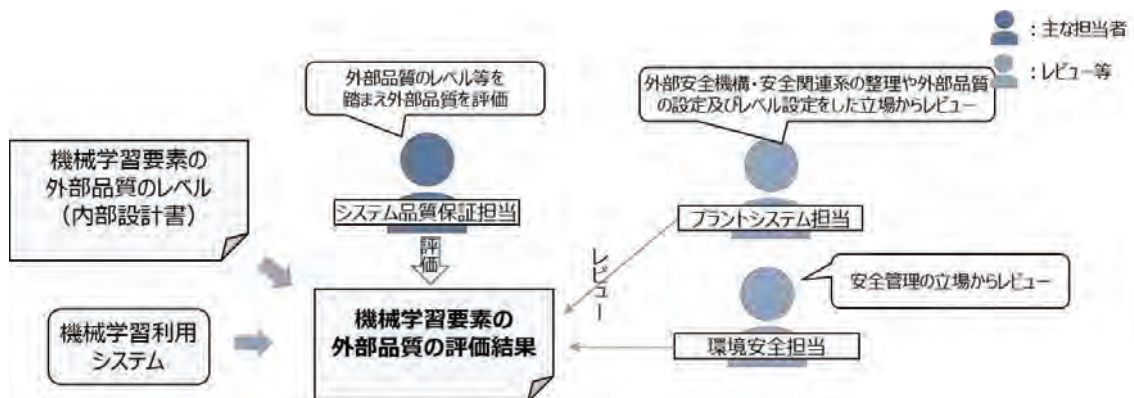 ：主な担当者
：レビュー等
外部品質のレベル等を
踏まえ外部品質を評価
外部安全機構・安全関連系の整理や外部品質
の設定及びレベル設定をした立場からレビュー
機械学習要素の
外部品質のレベル
（内部設計書）
システム品質保証担当
プラントシステム担当
評価
レビュー
安全管理の立場からレビュー
機械学習要素の
外部品質の評価結果
機械学習利用
システム
環境安全担当